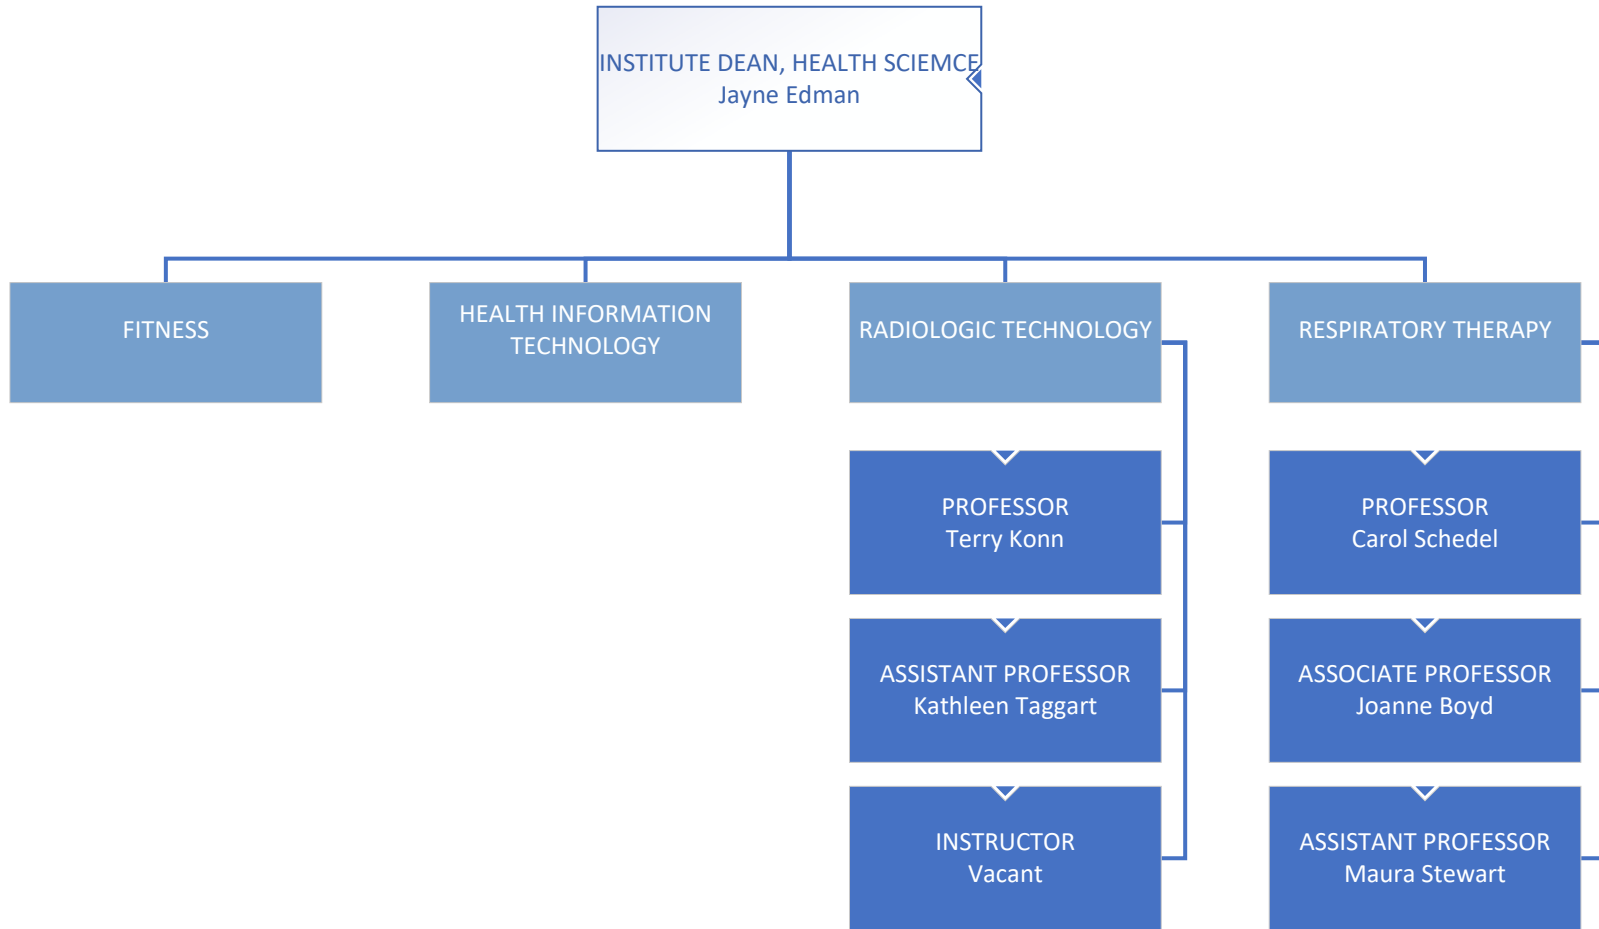 INSTITUTE DEAN, HEALTH SCIEMCE
Jayne Edman
FITNESS
HEALTH INFORMATION
TECHNOLOGY
RADIOLOGIC TECHNOLOGY
RESPIRATORY THERAPY
PROFESSOR
Terry Konn
PROFESSOR
Carol Schedel
ASSISTANT PROFESSOR
Kathleen Taggart
ASSOCIATE PROFESSOR
Joanne Boyd
INSTRUCTOR
Vacant
ASSISTANT PROFESSOR
Maura Stewart